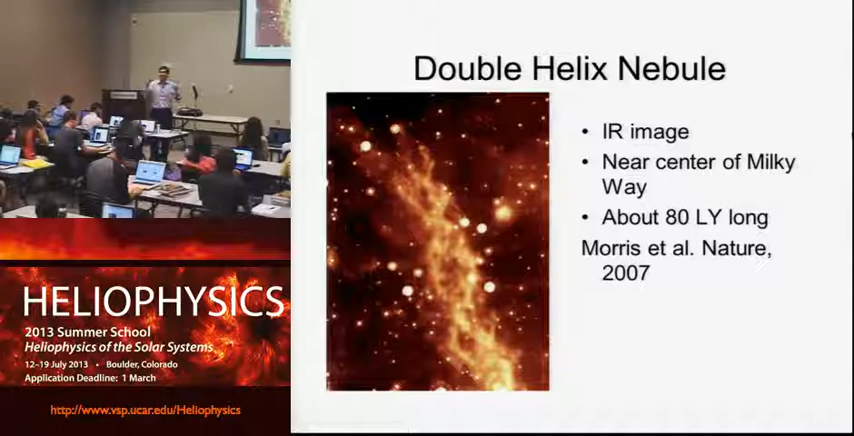 Double Helix Nebule
• IR image
• Near center of Milky
Way
• About 80 LY long
Morris et al. Nature,
2007
HELIOPHYSICS
2013 Summer School
Heliophysics of the Solar Systems
12–19 July 2013 • Boulder, Colorado
Application Deadline: 1 March
http://www.vsp.ucar.edu/Heliophysics